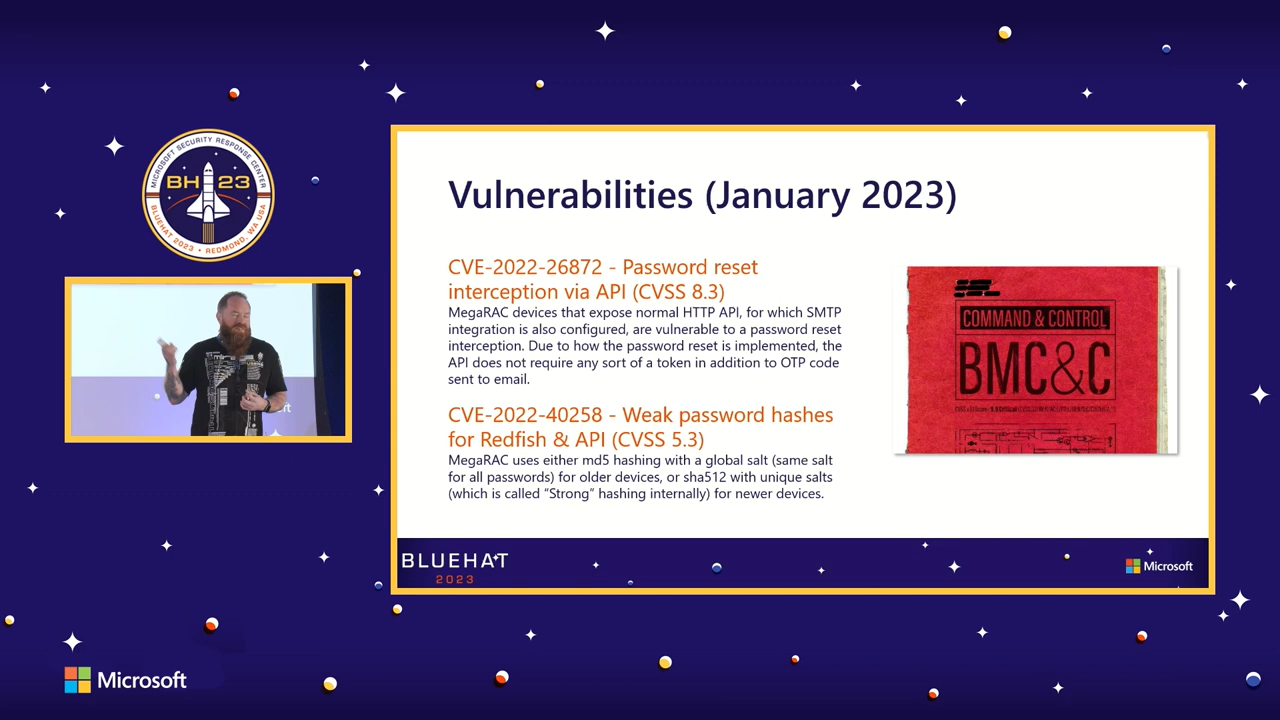 MICROSOFT SECURITY RESPONSE CENTER
BH 23
BLUEHAT 2023 • REDMOND, WA USA
Vulnerabilities (January 2023)
CVE-2022-26872 - Password reset
interception via API (CVSS 8.3)
MegaRAC devices that expose normal HTTP API, for which SMTP
integration is also configured, are vulnerable to a password reset
interception. Due to how the password reset is implemented, the
API does not require any sort of a token in addition to OTP code
sent to email.
CVE-2022-40258 - Weak password hashes
for Redfish & API (CVSS 5.3)
MegaRAC uses either md5 hashing with a global salt (same salt
for all passwords) for older devices, or sha512 with unique salts
(which is called “Strong” hashing internally) for newer devices.
COMMAND & CONTROL
BMC&C
BLUEHAT
2023
Microsoft
Microsoft